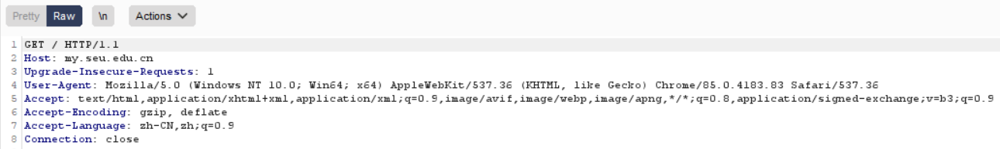 Pretty Raw \n Actions
1 GET / HTTP/1.1
2 Host: my.seu.edu.cn
3 Upgrade-Insecure-Requests: 1
4 User-Agent: Mozilla/5.0 (Windows NT 10.0; Win64; x64) AppleWebKit/537.36 (KHTML, like Gecko) Chrome/85.0.4183.83 Safari/537.36
5 Accept: text/html,application/xhtml+xml,application/xml;q=0.9,image/avif,image/webp,image/apng,*/*;q=0.8,application/signed-exchange;v=b3;q=0.9
6 Accept-Encoding: gzip, deflate
7 Accept-Language: zh-CN,zh;q=0.9
8 Connection: close